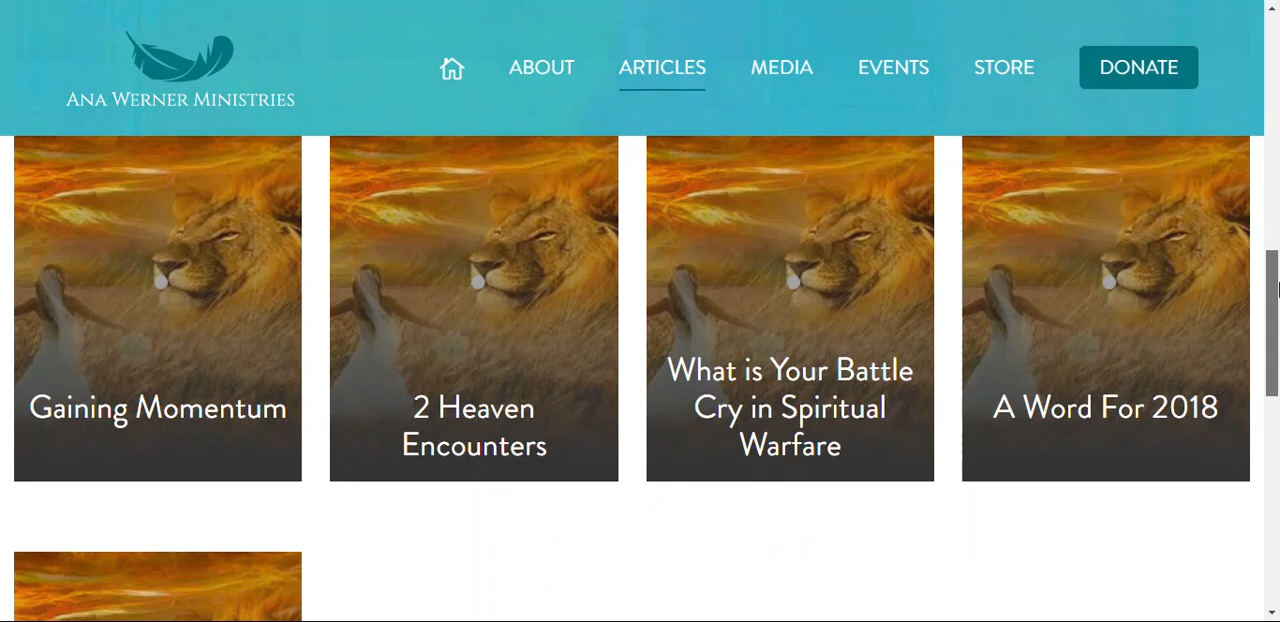 ANA WERNER MINISTRIES
ABOUT
ARTICLES
MEDIA
EVENTS
STORE
DONATE
Gaining Momentum
2 Heaven
Encounters
What is Your Battle
Cry in Spiritual
Warfare
A Word For 2018